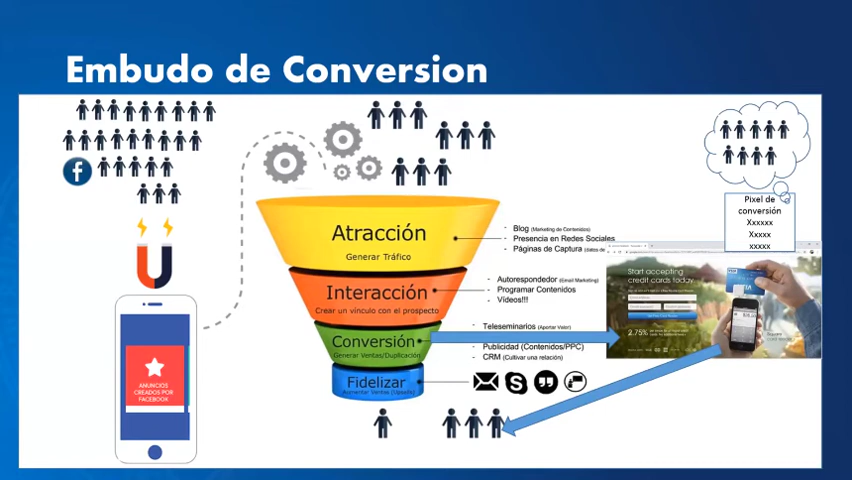 Embudo de Conversion
f
Pixel de
conversión
Xxxxxx
Xxxxx
xxxxx
Atracción
Generar Tráfico
- Blog (Marketing de Contenidos)
- Presencia en Redes Sociales
- Páginas de Captura
Interacción
Crear un vínculo con el prospecto
- Autorespondedor (Email Marketing)
- Programar Contenidos
- Vídeos!!!
Conversión
Generar Ventas/Duplicación
- Teleseminarios (Aportar Valor)
- Publicidad (Contenidos/PPC)
- CRM (Cultivar una relación)
Fidelizar
Aumentar Ventas
Start accepting
credit cards today
2.75%
VISA
ANUNCIOS
CREADOS POR
FACEBOOK